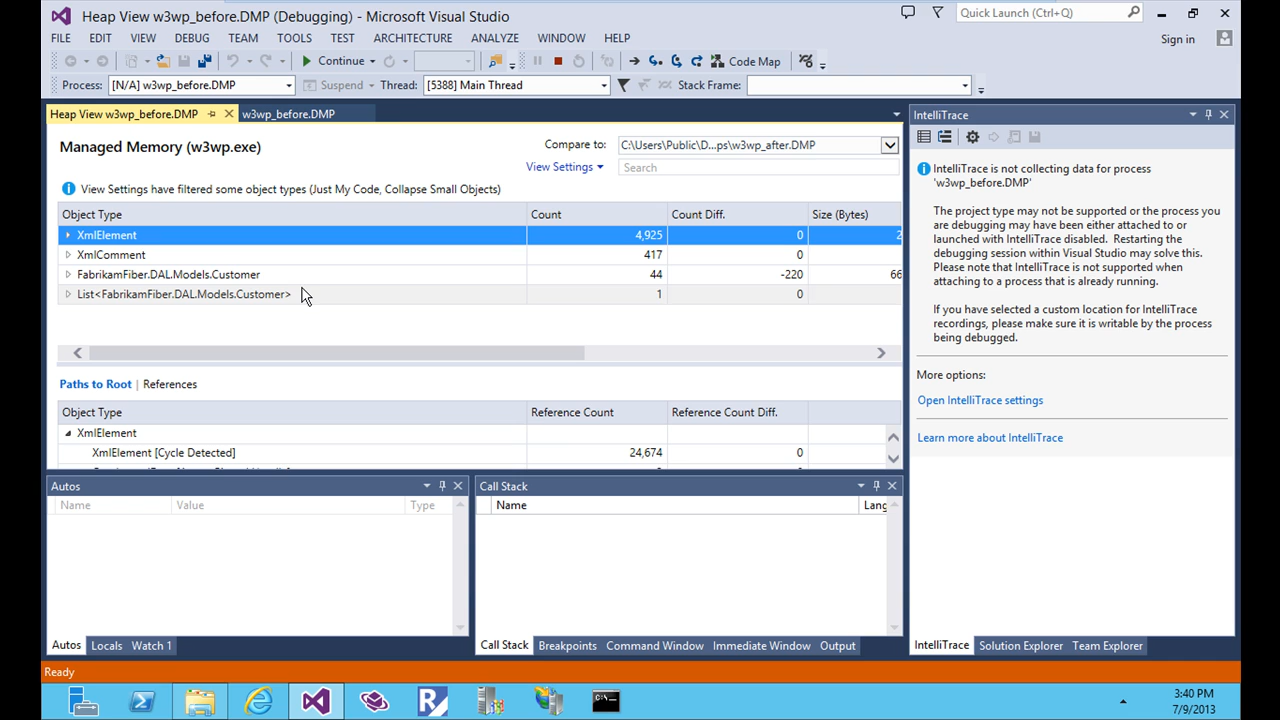 Heap View w3wp_before.DMP (Debugging) - Microsoft Visual Studio
Quick Launch (Ctrl+Q)
FILE EDIT VIEW DEBUG TEAM TOOLS TEST ARCHITECTURE ANALYZE WINDOW HELP
Sign in
Continue
Code Map
Process: [N/A] w3wp_before.DMP
Suspend
Thread: [5388] Main Thread
Stack Frame:
Heap View w3wp_before.DMP
w3wp_before.DMP
Managed Memory (w3wp.exe)
Compare to: C:\Users\Public\D...ps\w3wp_after.DMP
View Settings
Search
View Settings have filtered some object types (Just My Code, Collapse Small Objects)
Object Type Count Count Diff. Size (Bytes)
XmlElement 4,925 0 2
XmlComment 417 0
FabrikamFiber.DAL.Models.Customer 44 -220 66
List<FabrikamFiber.DAL.Models.Customer> 1 0
Paths to Root | References
Object Type Reference Count Reference Count Diff.
XmlElement
XmlElement [Cycle Detected] 24,674 0
IntelliTrace
IntelliTrace is not collecting data for process
'w3wp_before.DMP'
The project type may not be supported or the process you
are debugging may have been either attached to or
launched with IntelliTrace disabled. Restarting the
debugging session within Visual Studio may solve this.
Please note that IntelliTrace is not supported when
attaching to a process that is already running.
If you have selected a custom location for IntelliTrace
recordings, please make sure it is writable by the process
being debugged.
More options:
Open IntelliTrace settings
Learn more about IntelliTrace
Autos
Name Value Type
Call Stack
Name Lang
Autos Locals Watch 1
Call Stack Breakpoints Command Window Immediate Window Output
IntelliTrace Solution Explorer Team Explorer
Ready
3:40 PM
7/9/2013